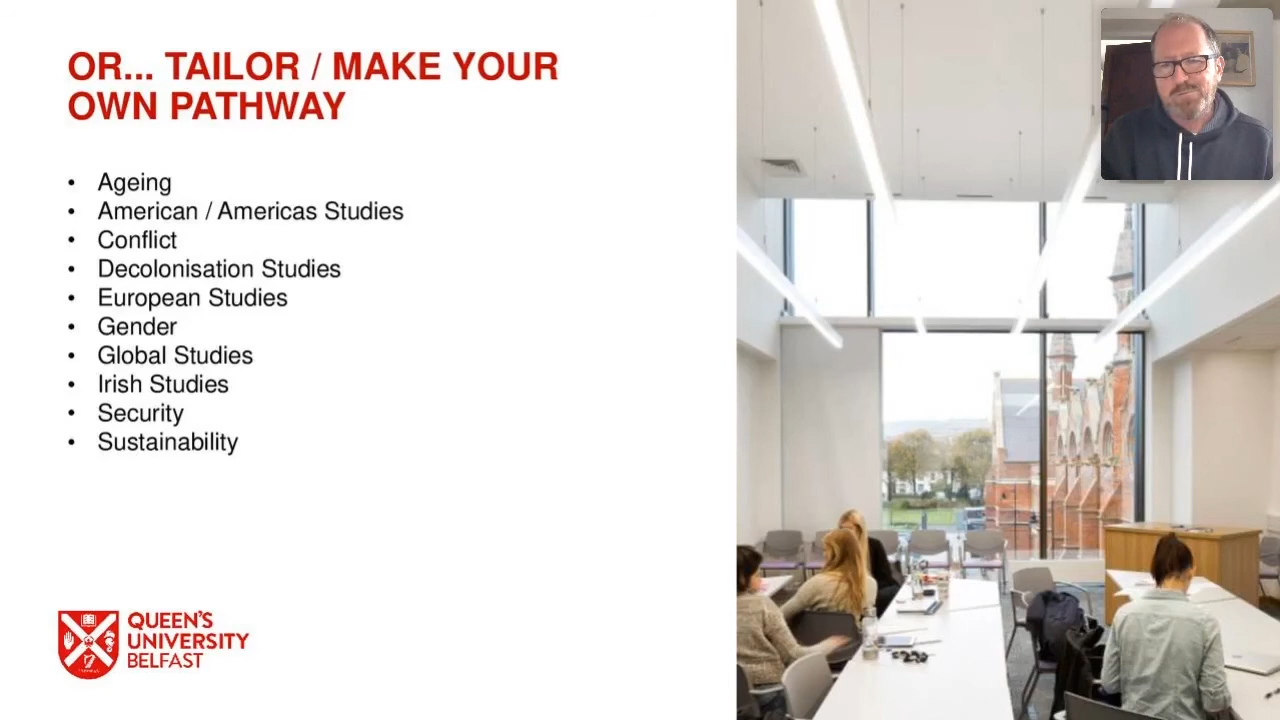 OR... TAILOR / MAKE YOUR
OWN PATHWAY
• Ageing
• American / Americas Studies
• Conflict
• Decolonisation Studies
• European Studies
• Gender
• Global Studies
• Irish Studies
• Security
• Sustainability
QUEEN'S
UNIVERSITY
BELFAST